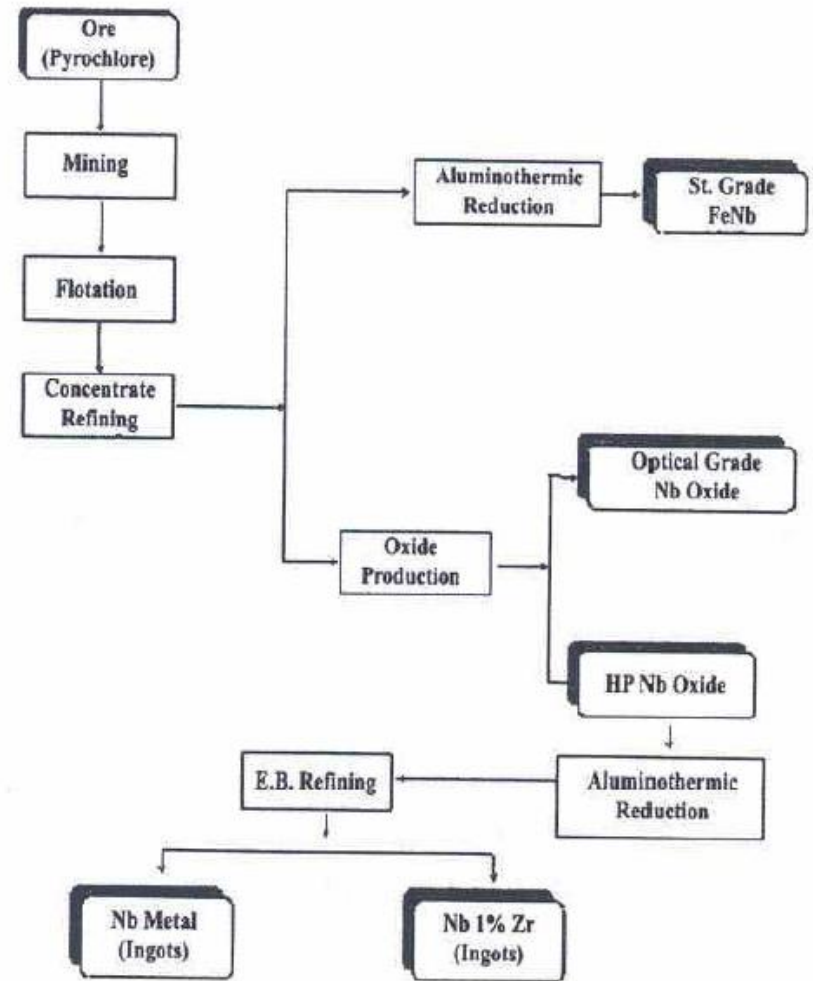 Ore
(Pyrochlore)
Mining
Flotation
Concentrate
Refining
Aluminothermic
Reduction
St. Grade
FeNb
Optical Grade
Nb Oxide
Oxide
Production
HP Nb Oxide
Aluminothermic
Reduction
E.B. Refining
Nb Metal
(Ingots)
Nb 1% Zr
(Ingots)